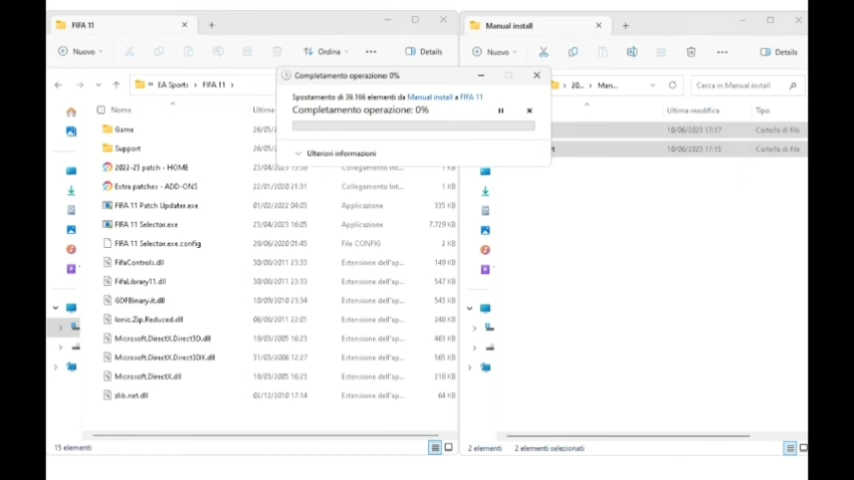 FIFA 11
Manual install
Nuovo
Ordina
Details
Nuovo
Details
EA Sports > FIFA 11 >
Completamento operazione: 0%
Spostamento di 39.166 elementi da Manual install a FIFA 11
Completamento operazione: 0%
Ulteriori informazioni
20... > Man...
Cerca in Manual install
Nome
Ultima
Ultima modifica
Tipo
Game
26/05/
10/06/2023 17:17
Cartella di file
Support
26/05/
10/06/2023 17:15
Cartella di file
2022-23 patch - HOME
23/04/2023
Collegamento int...
1 KB
Extra patches - ADD-ONS
22/01/2020 21:31
Collegamento int...
1 KB
FIFA 11 Patch Updater.exe
01/02/2022 04:03
Applicazione
335 KB
FIFA 11 Selector.exe
23/04/2023 16:05
Applicazione
7.729 KB
FIFA 11 Selector.exe.config
28/06/2020 01:45
File CONFIG
2 KB
FifaControls.dll
30/08/2011 23:33
Estensione dell'ap...
149 KB
FifaLibrary11.dll
30/08/2011 23:33
Estensione dell'ap...
547 KB
GDFBinary.it.dll
10/09/2010 23:34
Estensione dell'ap...
543 KB
Ionic.Zip.Reduced.dll
06/08/2011 22:01
Estensione dell'ap...
248 KB
Microsoft.DirectX.Direct3D.dll
18/03/2005 16:23
Estensione dell'ap...
463 KB
Microsoft.DirectX.Direct3DX.dll
31/03/2006 12:27
Estensione dell'ap...
565 KB
Microsoft.DirectX.dll
18/03/2005 16:23
Estensione dell'ap...
218 KB
zlib.net.dll
02/12/2010 17:14
Estensione dell'ap...
64 KB
15 elementi
2 elementi
2 elementi selezionati